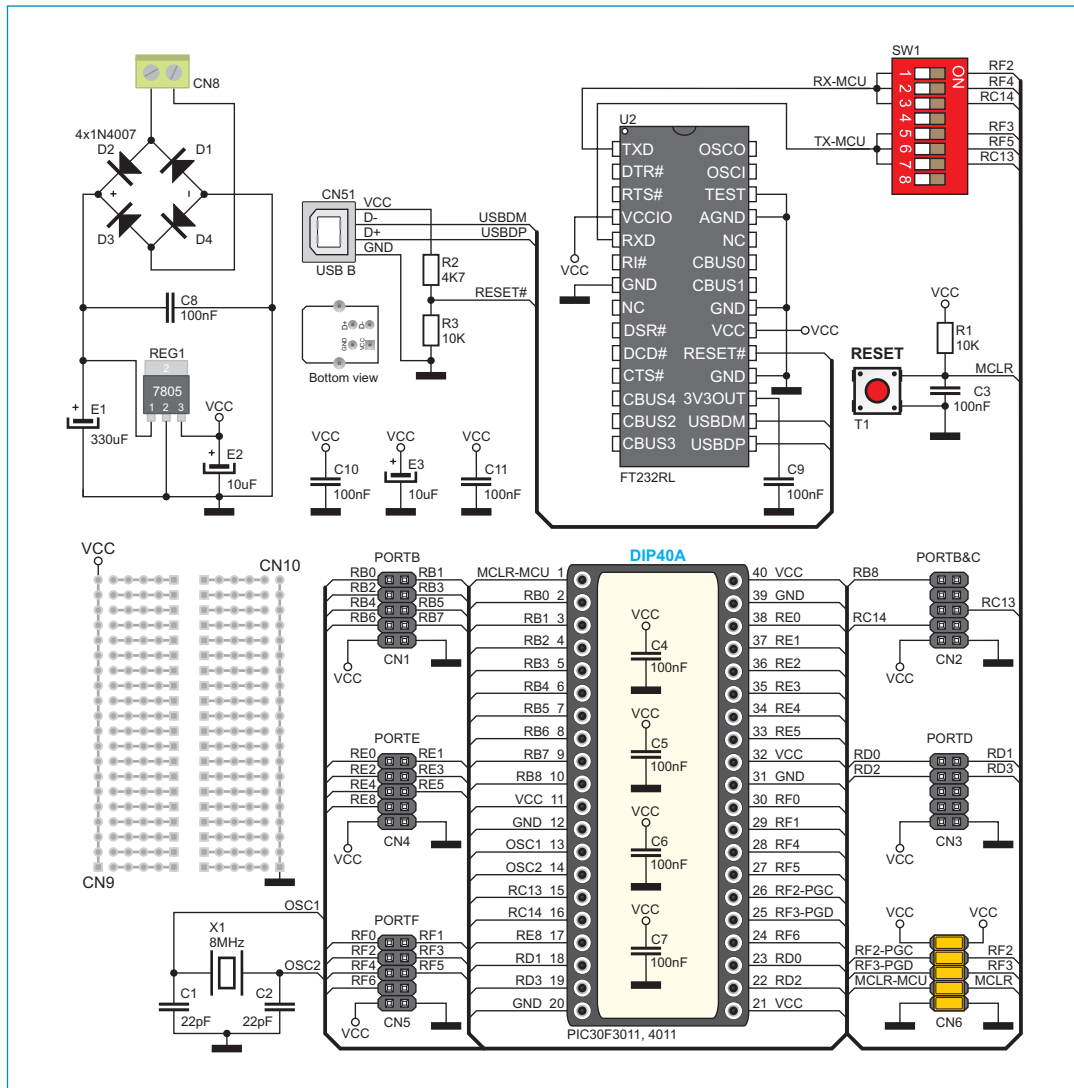 CN8
4x1N4007
D2
D1
+
-
D3
D4
C8
100nF
REG1
2
7805
1 2 3
VCC
+
E1
330uF
+
E2
10uF
CN51
VCC
D-
D+
GND
USB B
USBDM
USBDP
R2
4K7
RESET#
R3
10K
D+
D-
GND
VCC
Bottom view
VCC
C10
100nF
VCC
+
E3
10uF
VCC
C11
100nF
U2
TXD
DTR#
RTS#
VCCIO
RXD
RI#
GND
NC
DSR#
DCD#
CTS#
CBUS4
CBUS2
CBUS3
OSCO
OSCI
TEST
AGND
NC
CBUS0
CBUS1
GND
VCC
RESET#
GND
3V3OUT
USBDM
USBDP
FT232RL
VCC
VCC
C9
100nF
SW1
ON
1
2
3
4
5
6
7
8
RX-MCU
TX-MCU
RF2
RF4
RC14
RF3
RF5
RC13
VCC
R1
10K
RESET
MCLR
C3
100nF
T1
VCC
CN10
CN9
OSC1
X1
8MHz
OSC2
C1
22pF
C2
22pF
PORTB
RB0 RB1
RB2 RB3
RB4 RB5
RB6 RB7
VCC
CN1
PORTE
RE0 RE1
RE2 RE3
RE4 RE5
RE8
VCC
CN4
PORTF
RF0 RF1
RF2 RF3
RF4 RF5
RF6
VCC
CN5
DIP40A
MCLR-MCU 1
RB0 2
RB1 3
RB2 4
RB3 5
RB4 6
RB5 7
RB6 8
RB7 9
RB8 10
VCC 11
GND 12
OSC1 13
OSC2 14
RC13 15
RC14 16
RE8 17
RD1 18
RD3 19
GND 20
VCC
C4
100nF
VCC
C5
100nF
VCC
C6
100nF
VCC
C7
100nF
40 VCC
39 GND
38 RE0
37 RE1
36 RE2
35 RE3
34 RE4
33 RE5
32 VCC
31 GND
30 RF0
29 RF1
28 RF4
27 RF5
26 RF2-PGC
25 RF3-PGD
24 RF6
23 RD0
22 RD2
21 VCC
PIC30F3011, 4011
PORTB&C
RB8
RC13
RC14
VCC
CN2
PORTD
RD0 RD1
RD2 RD3
VCC
CN3
VCC VCC
RF2-PGC RF2
RF3-PGD RF3
MCLR-MCU MCLR
CN6